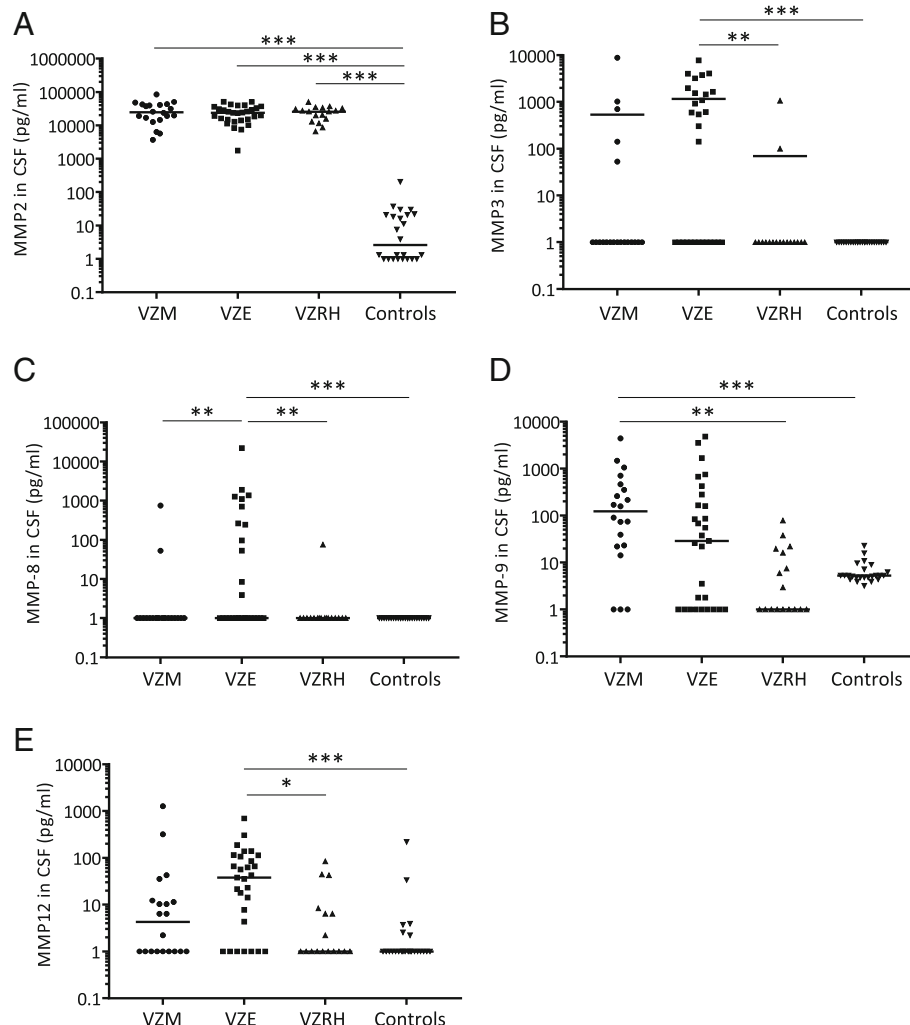 A
MMP2 in CSF (pg/ml)
1000000
100000
10000
1000
100
10
1
0.1
***
***
***
VZM VZE VZRH Controls
B
MMP3 in CSF (pg/ml)
10000
1000
100
10
1
0.1
***
**
VZM VZE VZRH Controls
C
MMP-8 in CSF (pg/ml)
100000
10000
1000
100
10
1
0.1
***
** **
VZM VZE VZRH Controls
D
MMP-9 in CSF (pg/ml)
10000
1000
100
10
1
0.1
***
**
VZM VZE VZRH Controls
E
MMP12 in CSF (pg/ml)
10000
1000
100
10
1
0.1
***
*
VZM VZE VZRH Controls